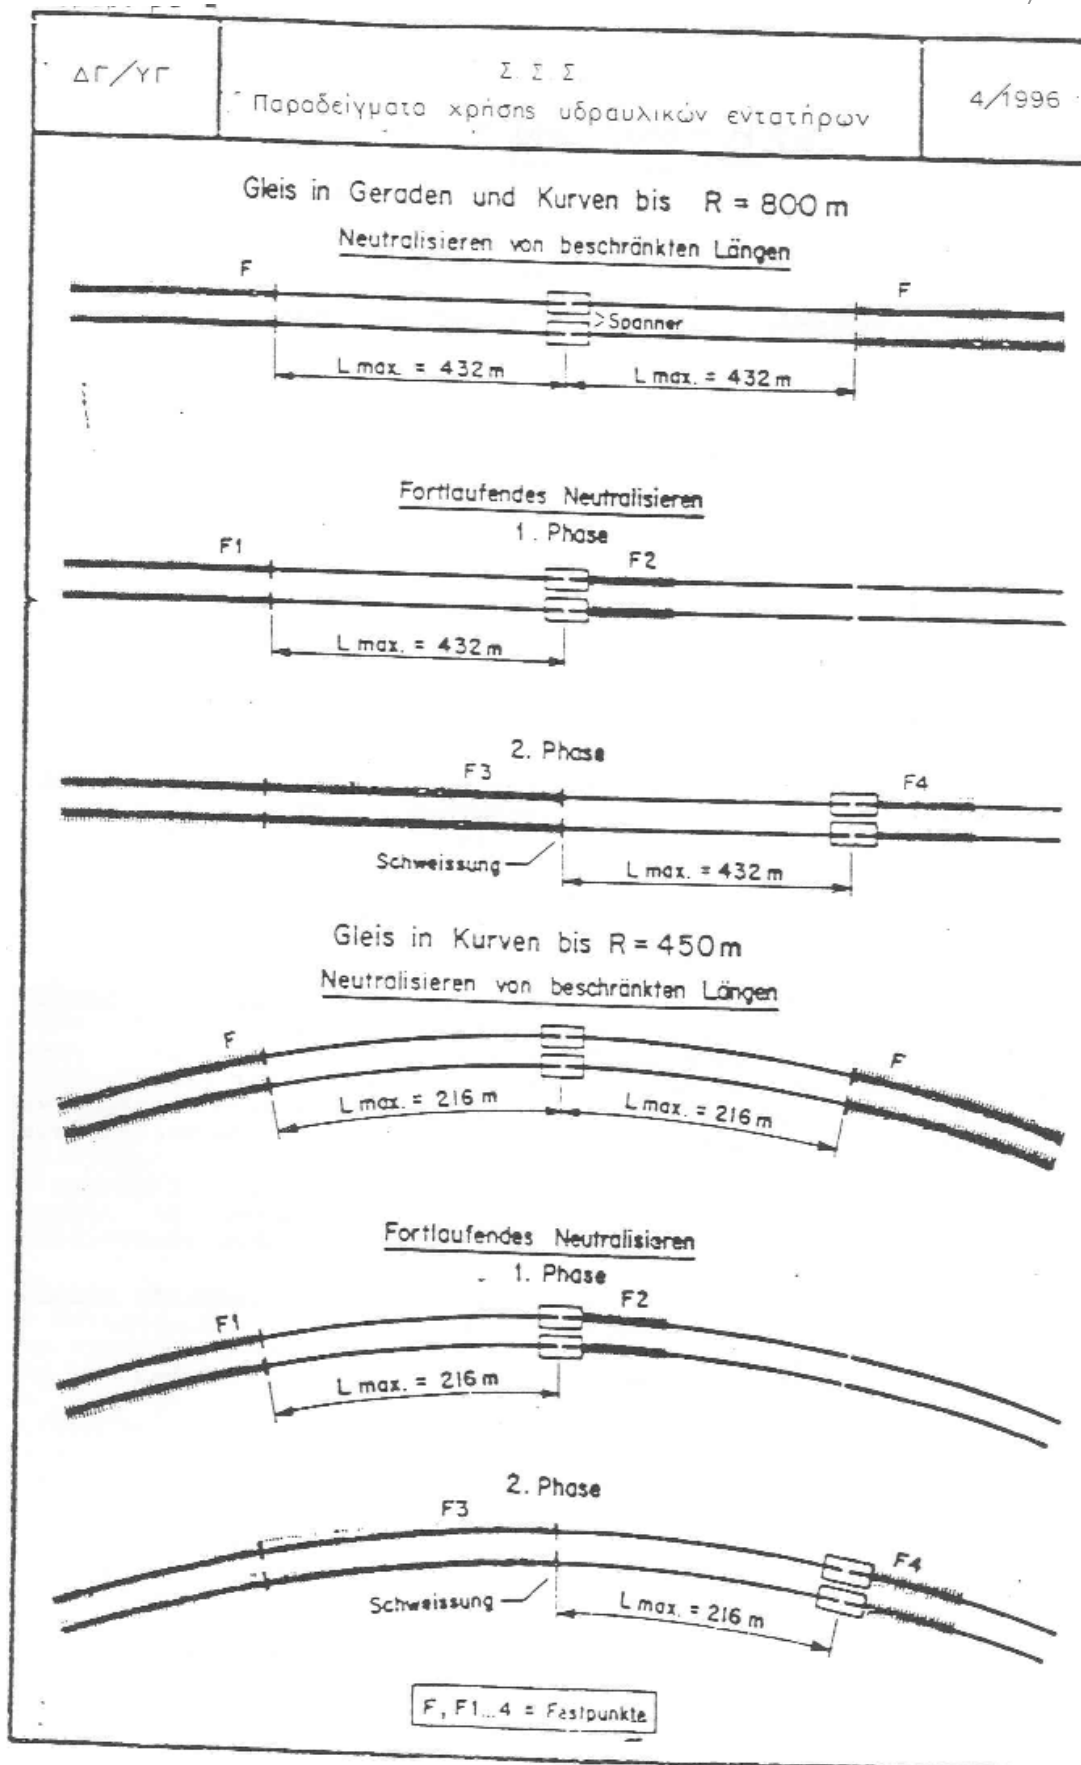 ΔΓ/ΥΓ
Σ Σ Σ
Παραδείγματα χρήσης υδραυλικών εντατήρων
4/1996
Gleis in Geraden und Kurven bis R = 800 m
Neutralisieren von beschränkten Längen
F
F
Spanner
L max. = 432 m
L max. = 432 m
Fortlaufendes Neutralisieren
1. Phase
F1
F2
L max. = 432 m
2. Phase
F3
F4
Schweissung
L max. = 432 m
Gleis in Kurven bis R = 450 m
Neutralisieren von beschränkten Längen
F
F
L max. = 216 m
L max. = 216 m
Fortlaufendes Neutralisieren
1. Phase
F1
F2
L max. = 216 m
2. Phase
F3
F4
Schweissung
L max. = 216 m
F, F1...4 = Festpunkte